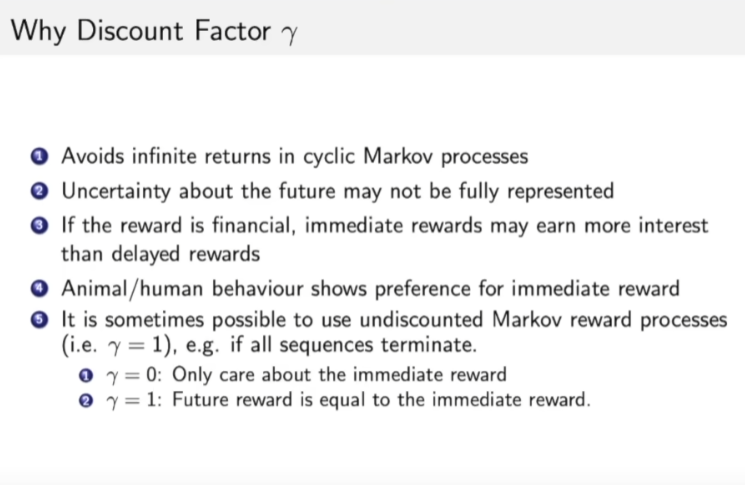 Why Discount Factor γ
1 Avoids infinite returns in cyclic Markov processes
2 Uncertainty about the future may not be fully represented
3 If the reward is financial, immediate rewards may earn more interest
than delayed rewards
4 Animal/human behaviour shows preference for immediate reward
5 It is sometimes possible to use undiscounted Markov reward processes
(i.e. γ = 1), e.g. if all sequences terminate.
1 γ = 0: Only care about the immediate reward
2 γ = 1: Future reward is equal to the immediate reward.